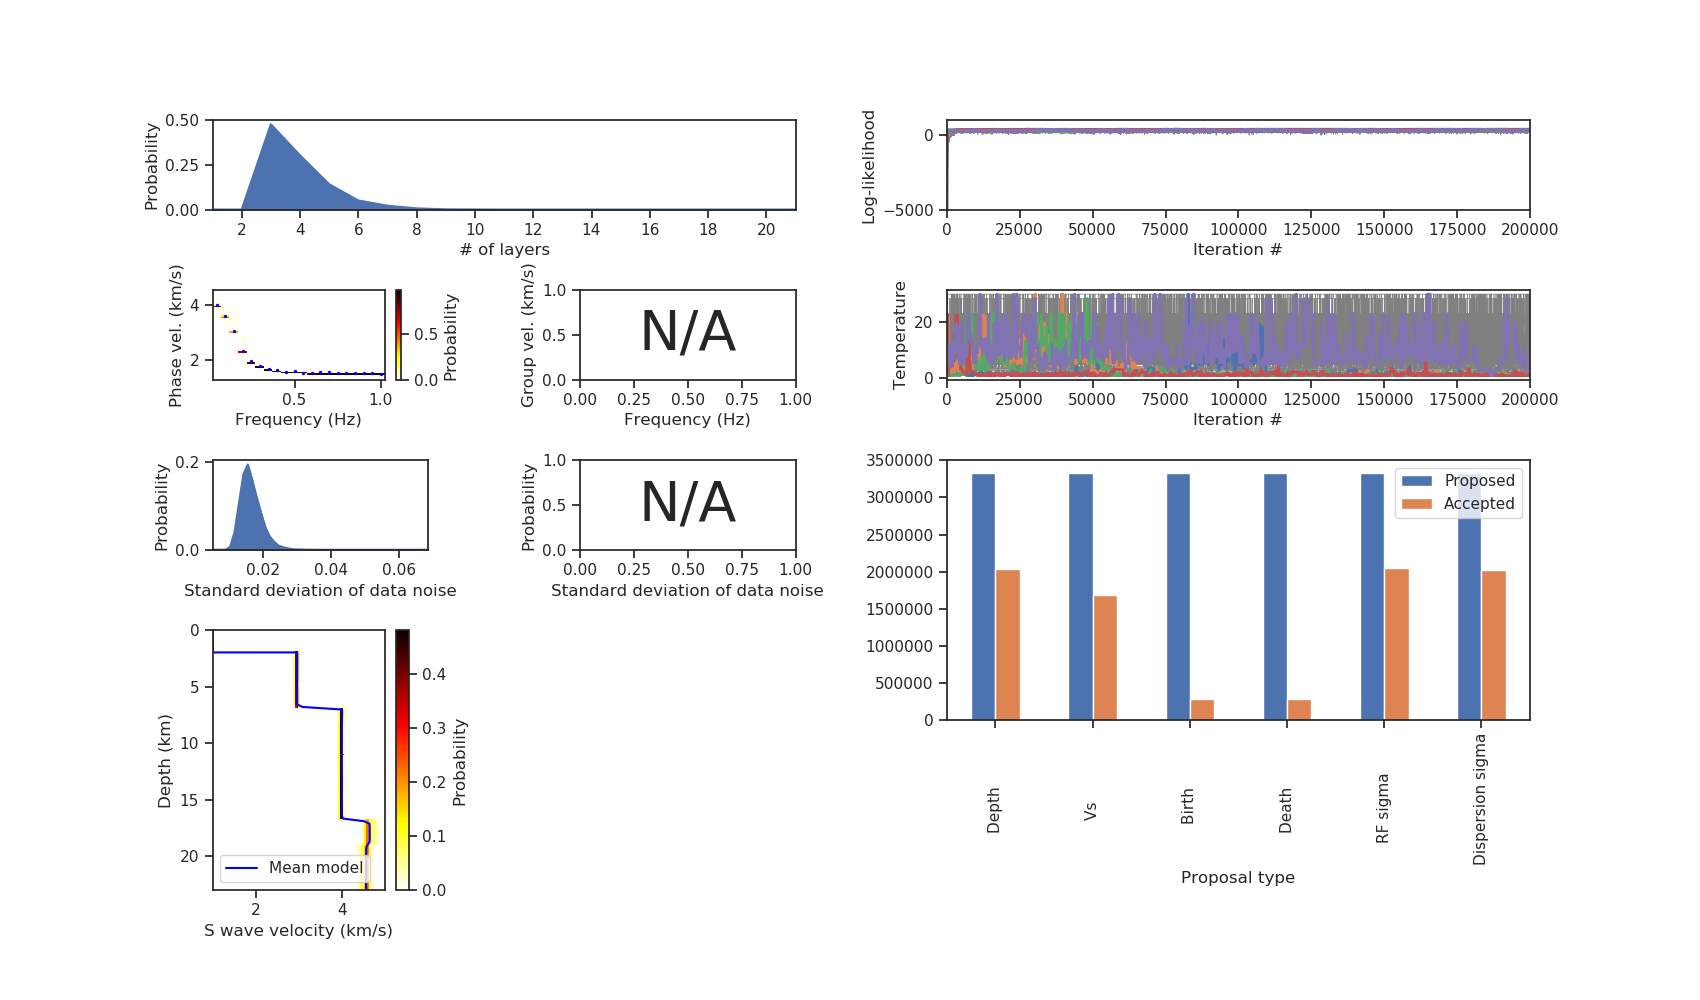 0.50
0.25
0.00
Probability
2 4 6 8 10 12 14 16 18 20
# of layers
0
−5000
Log-likelihood
0 25000 50000 75000 100000 125000 150000 175000 200000
Iteration #
4
2
Phase vel. (km/s)
0.5 1.0
Frequency (Hz)
0.5
0.0
Probability
1.0
0.5
0.0
Group vel. (km/s)
N/A
0.00 0.25 0.50 0.75 1.00
Frequency (Hz)
20
0
Temperature
0 25000 50000 75000 100000 125000 150000 175000 200000
Iteration #
0.2
0.0
Probability
0.02 0.04 0.06
Standard deviation of data noise
1.0
0.5
0.0
Probability
N/A
0.00 0.25 0.50 0.75 1.00
Standard deviation of data noise
3500000
3000000
2500000
2000000
1500000
1000000
500000
0
Proposed
Accepted
Depth
Vs
Birth
Death
RF sigma
Dispersion sigma
Proposal type
0
5
10
15
20
Depth (km)
Mean model
2 4
S wave velocity (km/s)
0.4
0.3
0.2
0.1
0.0
Probability